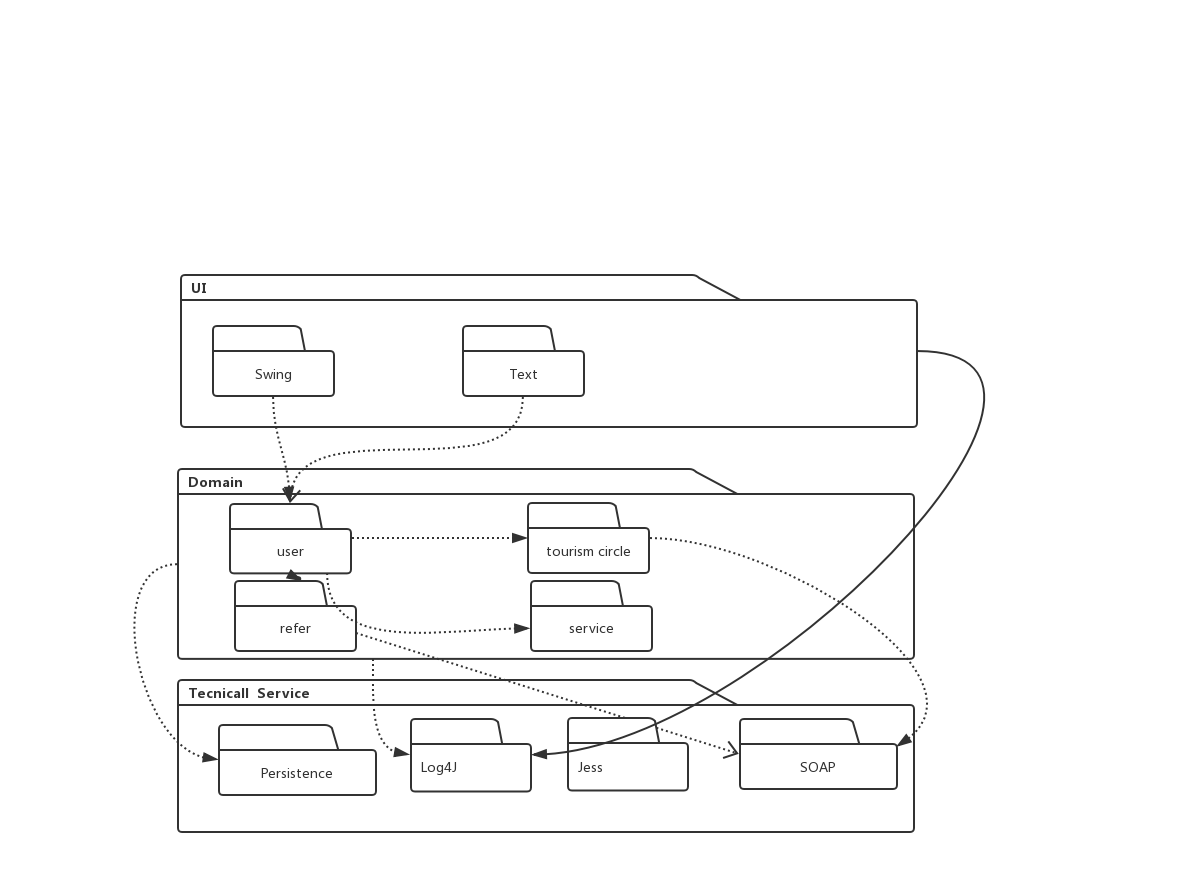 UI
Swing
Text
Domain
user
tourism circle
refer
service
Tecnicall Service
Persistence
Log4J
Jess
SOAP